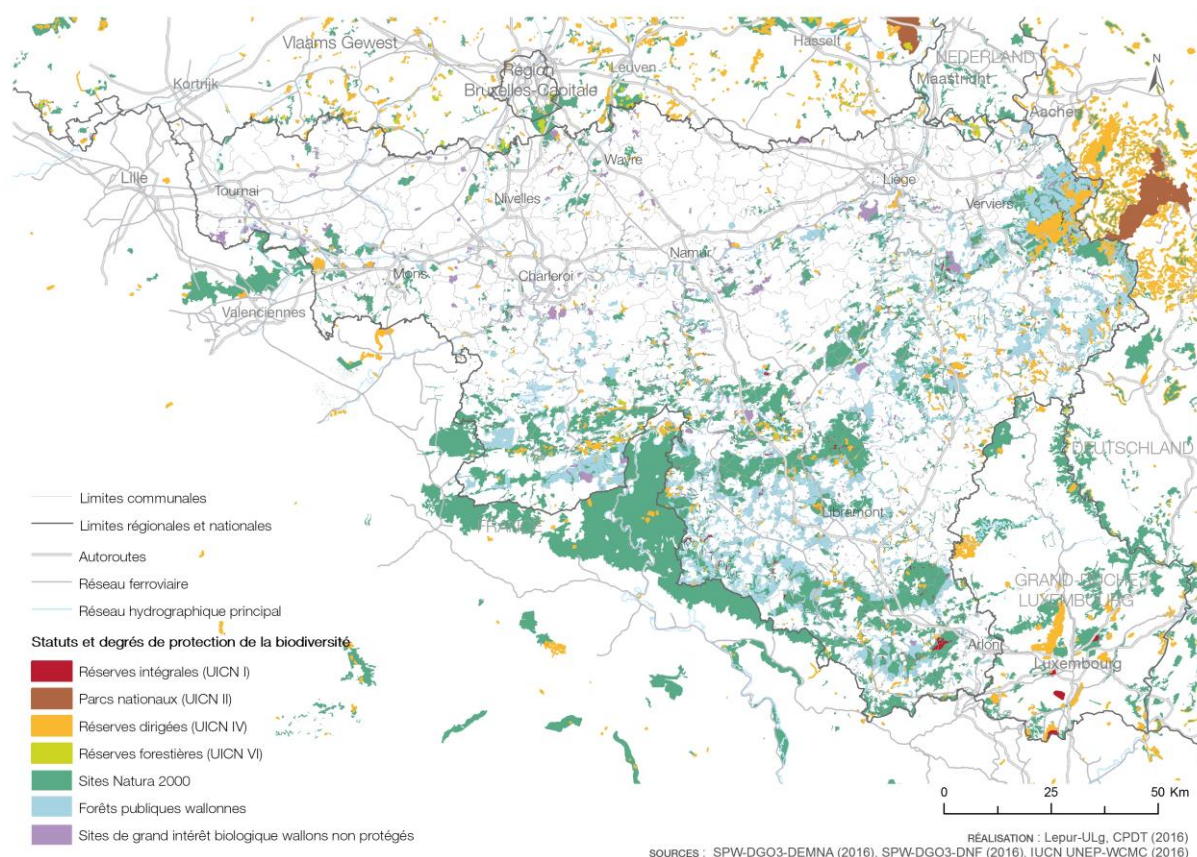 Vlaams Gewest
Hasselt
NEDERLAND
Leuven
Région
Bruxelles-Capitale
Kortrijk
Maastricht
N
Aachen
Lille
Tournai
Wavre
Liège
Nivelles
Verviers
Namur
Mons
Charleroi
Valenciennes
DEUTSCHLAND
Libramont
FRANCE
GRAND-DUCHÉ
LUXEMBOURG
Arlon
Luxembourg
Limites communales
Limites régionales et nationales
Autoroutes
Réseau ferroviaire
Réseau hydrographique principal
Statuts et degrés de protection de la biodiversité
Réserves intégrales (UICN I)
Parcs nationaux (UICN II)
Réserves dirigées (UICN IV)
Réserves forestières (UICN VI)
Sites Natura 2000
Forêts publiques wallonnes
Sites de grand intérêt biologique wallons non protégés
0 25 50 Km
RÉALISATION : Lepur-ULg, CPDT (2016)
SOURCES : SPW-DGO3-DEMNA (2016), SPW-DGO3-DNF (2016), IUCN UNEP-WCMC (2016)